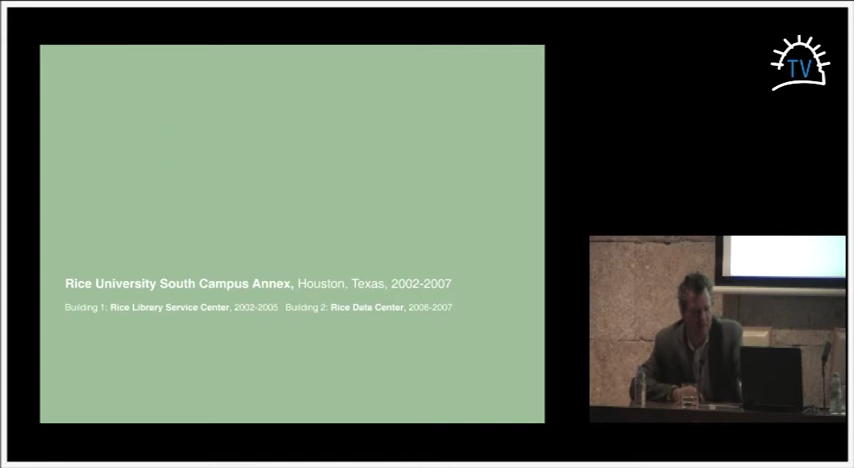 TV
Rice University South Campus Annex, Houston, Texas, 2002-2007
Building 1: Rice Library Service Center, 2002-2005 Building 2: Rice Data Center, 2006-2007